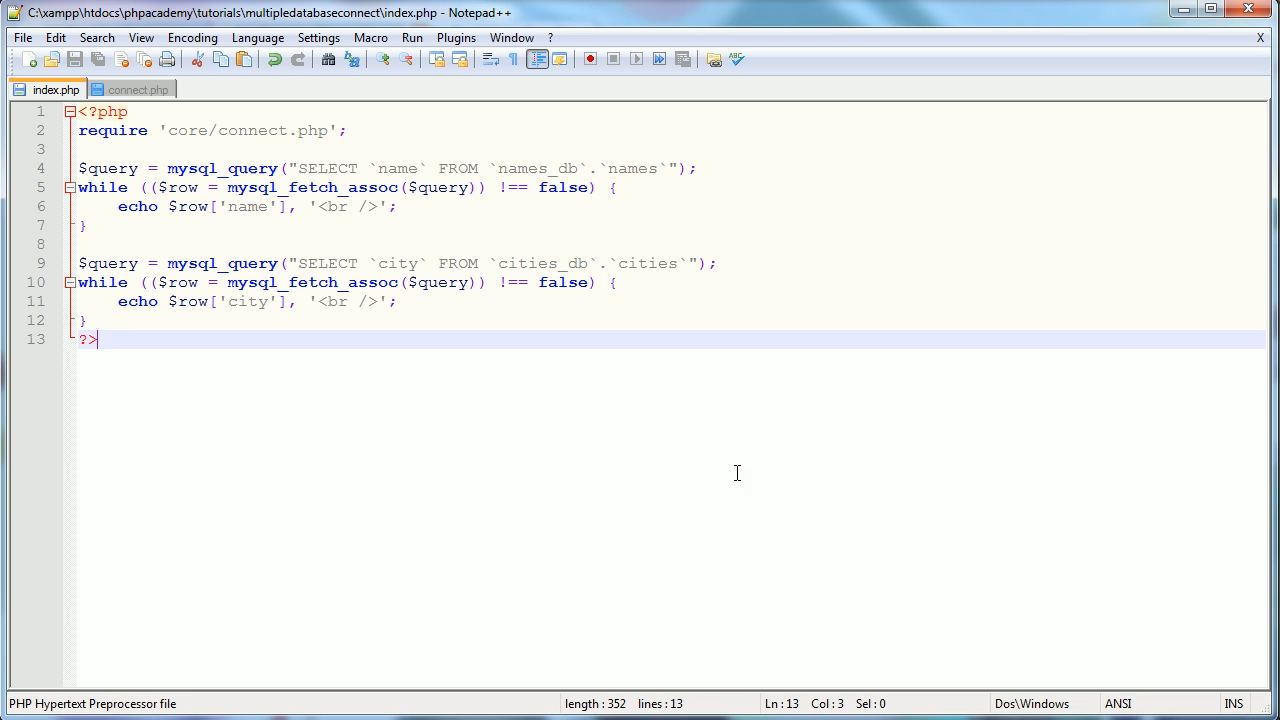 C:\xampp\htdocs\phpacademy\tutorials\multipledatabaseconnect\index.php - Notepad++
File Edit Search View Encoding Language Settings Macro Run Plugins Window ? X
index.php connect.php
1 <?php
2 require 'core/connect.php';
3
4 $query = mysql_query("SELECT `name` FROM `names_db`.`names`");
5 while (($row = mysql_fetch_assoc($query)) !== false) {
6 echo $row['name'], '<br />';
7 }
8
9 $query = mysql_query("SELECT `city` FROM `cities_db`.`cities`");
10 while (($row = mysql_fetch_assoc($query)) !== false) {
11 echo $row['city'], '<br />';
12 }
13 ?>
PHP Hypertext Preprocessor file length : 352 lines : 13 Ln : 13 Col : 3 Sel : 0 Dos\Windows ANSI INS